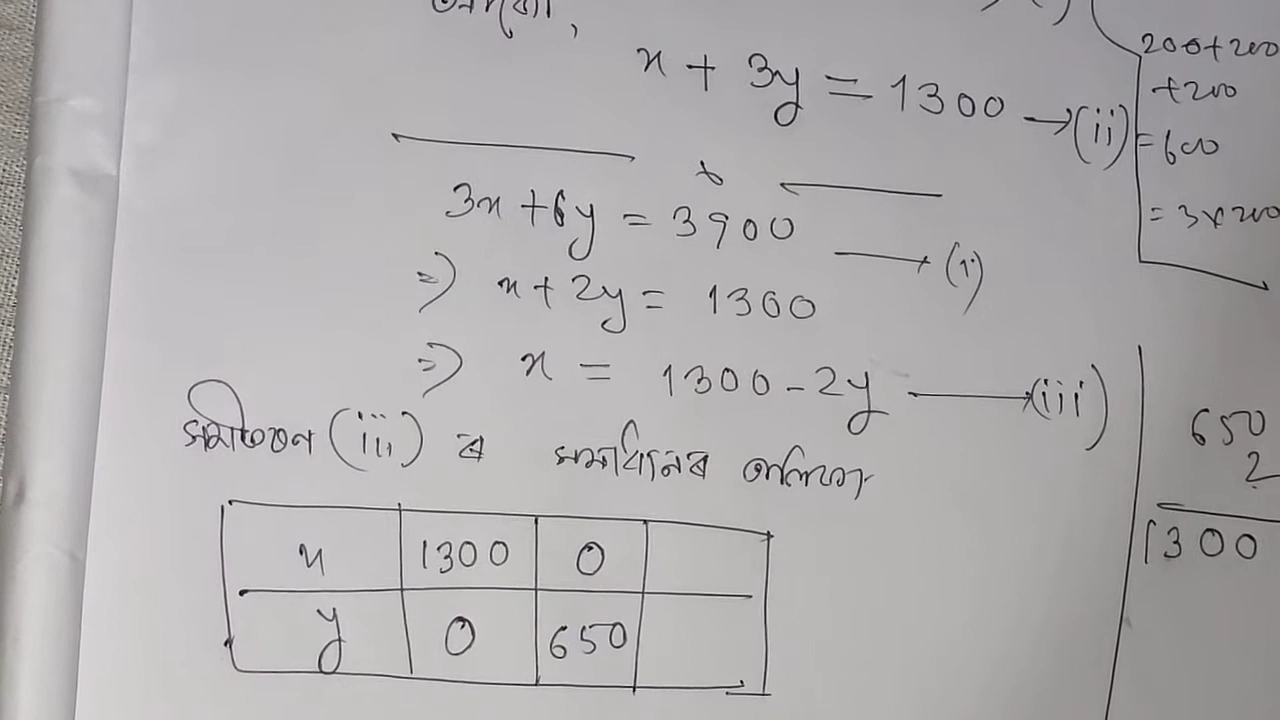 x + 3y = 1300 → (ii)
3x + 6y = 3900 → (i)
⇒ x + 2y = 1300
⇒ x = 1300 - 2y → (iii)
সমীকৰণ (iii) ৰ সমাধানৰ তালিকা
x 1300 0
y 0 650
200+200
+200
= 600
= 3×200
650
2
1300